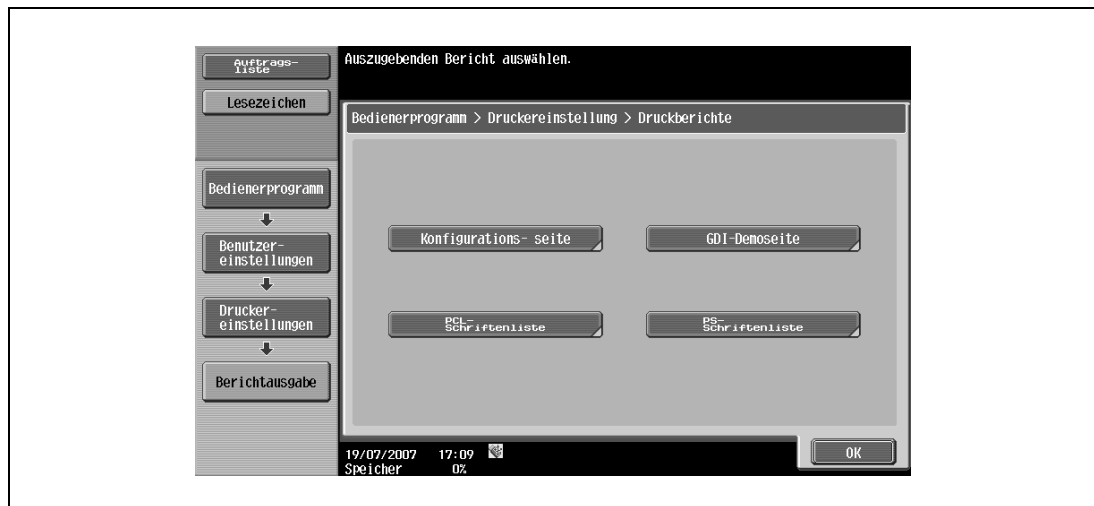 Auftrags-
liste
Lesezeichen
Bedienerprogramm
Benutzer-
einstellungen
Drucker-
einstellungen
Berichtausgabe
Auszugebenden Bericht auswählen.
Bedienerprogramm > Druckereinstellung > Druckberichte
Konfigurations- seite
GDI-Demoseite
PCL-
Schriftenliste
PS-
Schriftenliste
19/07/2007 17:09
Speicher 0%
OK